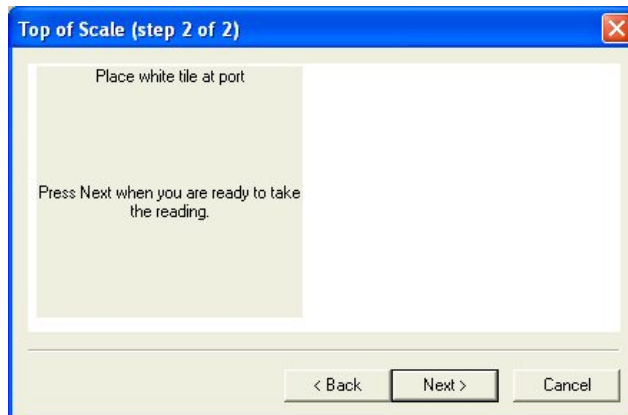 Top of Scale (step 2 of 2)
Place white tile at port
Press Next when you are ready to take
the reading.
< Back
Next >
Cancel